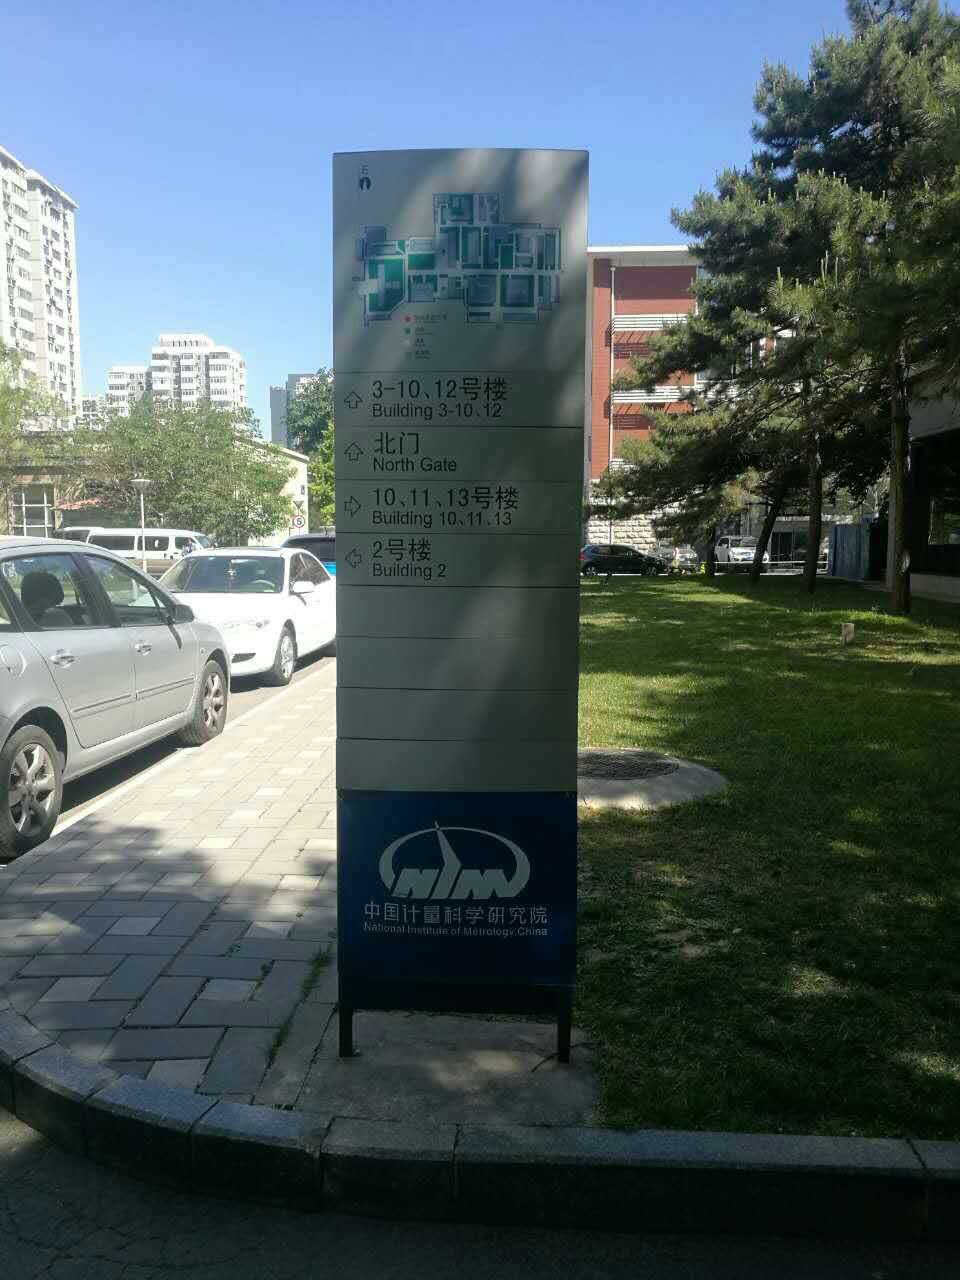 北
3-10、12号楼
Building 3-10、12
北门
North Gate
10、11、13号楼
Building 10、11、13
2号楼
Building 2
5
NIM
中国计量科学研究院
National Institute of Metrology,China